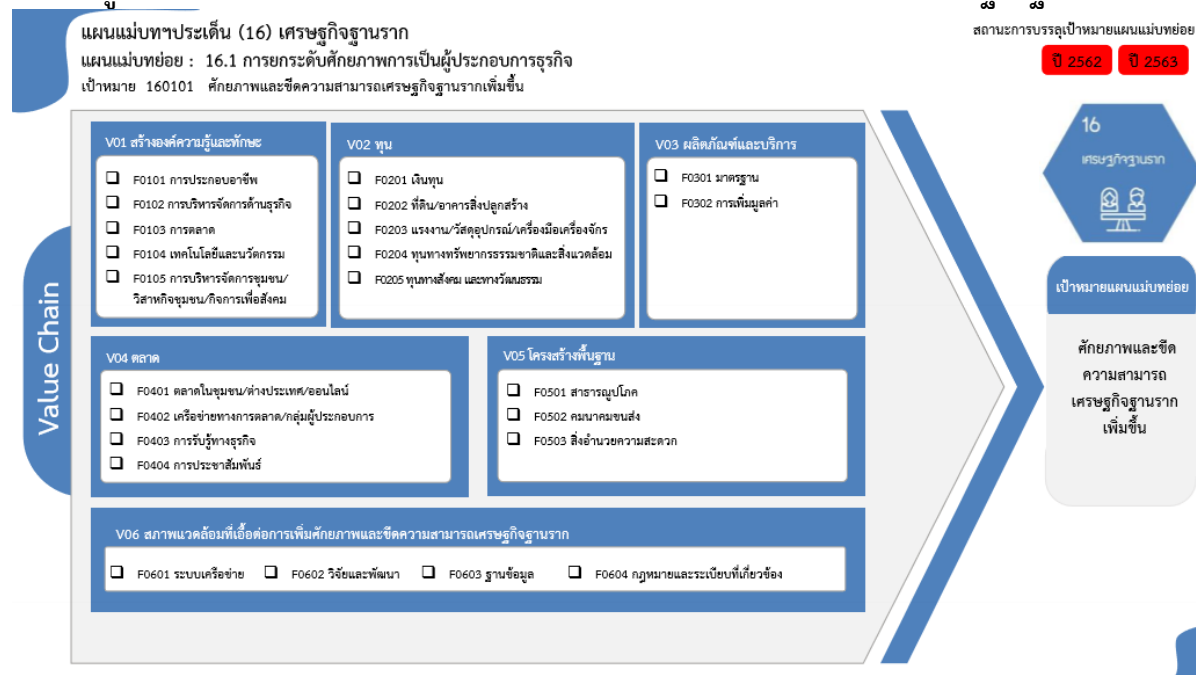 แผนแม่บทฯประเด็น (16) เศรษฐกิจฐานราก
สถานะการบรรลุเป้าหมายแผนแม่บทย่อย
แผนแม่บทย่อย : 16.1 การยกระดับศักยภาพการเป็นผู้ประกอบการธุรกิจ
ปี 2562
ปี 2563
เป้าหมาย 160101 ศักยภาพและขีดความสามารถเศรษฐกิจฐานรากเพิ่มขึ้น
Value Chain
V01 สร้างองค์ความรู้และทักษะ
F0101 การประกอบอาชีพ
F0102 การบริหารจัดการด้านธุรกิจ
F0103 การตลาด
F0104 เทคโนโลยีและนวัตกรรม
F0105 การบริหารจัดการชุมชน/
วิสาหกิจชุมชน/กิจการเพื่อสังคม
V02 ทุน
F0201 เงินทุน
F0202 ที่ดิน/อาคารสิ่งปลูกสร้าง
F0203 แรงงาน/วัสดุอุปกรณ์/เครื่องมือเครื่องจักร
F0204 ทุนทางทรัพยากรธรรมชาติและสิ่งแวดล้อม
F0205 ทุนทางสังคม และทางวัฒนธรรม
V03 ผลิตภัณฑ์และบริการ
F0301 มาตรฐาน
F0302 การเพิ่มมูลค่า
V04 ตลาด
F0401 ตลาดในชุมชน/ต่างประเทศ/ออนไลน์
F0402 เครือข่ายทางการตลาด/กลุ่มผู้ประกอบการ
F0403 การรับรู้ทางธุรกิจ
F0404 การประชาสัมพันธ์
V05 โครงสร้างพื้นฐาน
F0501 สาธารณูปโภค
F0502 คมนาคมขนส่ง
F0503 สิ่งอำนวยความสะดวก
V06 สภาพแวดล้อมที่เอื้อต่อการเพิ่มศักยภาพและขีดความสามารถเศรษฐกิจฐานราก
F0601 ระบบเครือข่าย F0602 วิจัยและพัฒนา F0603 ฐานข้อมูล F0604 กฎหมายและระเบียบที่เกี่ยวข้อง
16
เศรษฐกิจฐานราก
เป้าหมายแผนแม่บทย่อย
ศักยภาพและขีด
ความสามารถ
เศรษฐกิจฐานราก
เพิ่มขึ้น